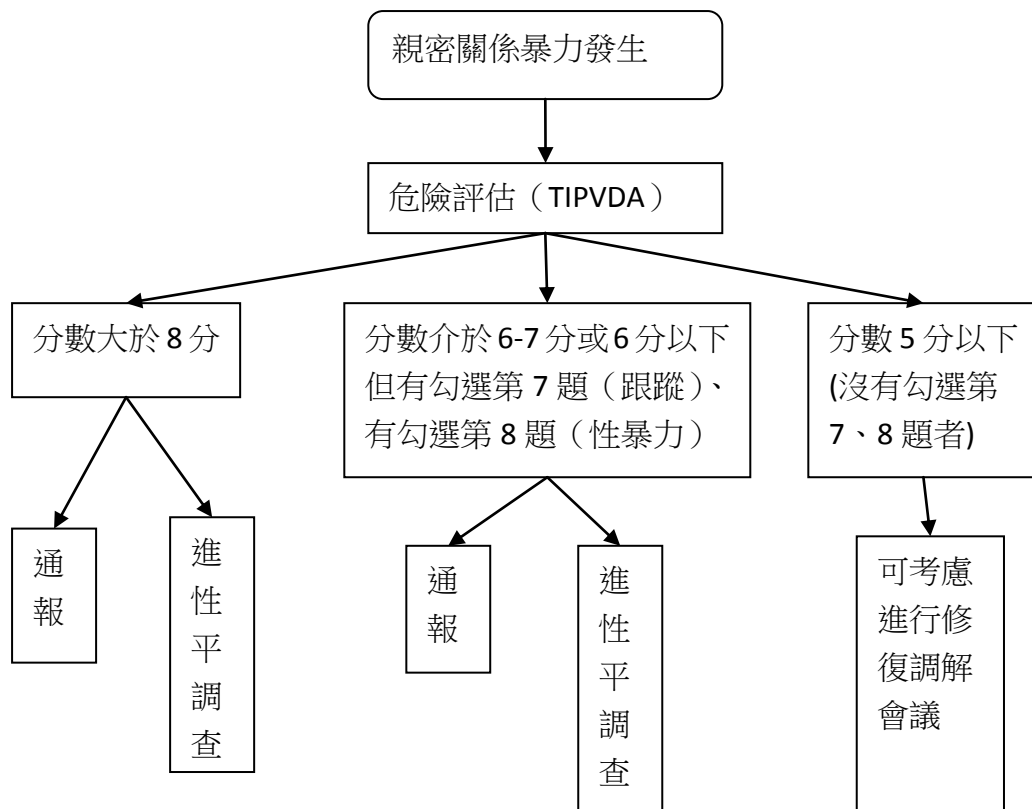 親密關係暴力發生
危險評估（TIPVDA）
分數大於 8 分
分數介於 6-7 分或 6 分以下
但有勾選第 7 題（跟蹤）、
有勾選第 8 題（性暴力）
分數 5 分以下
(沒有勾選第
7、8 題者)
通
報
進
性
平
調
查
通
報
進
性
平
調
查
可考慮
進行修
復調解
會議